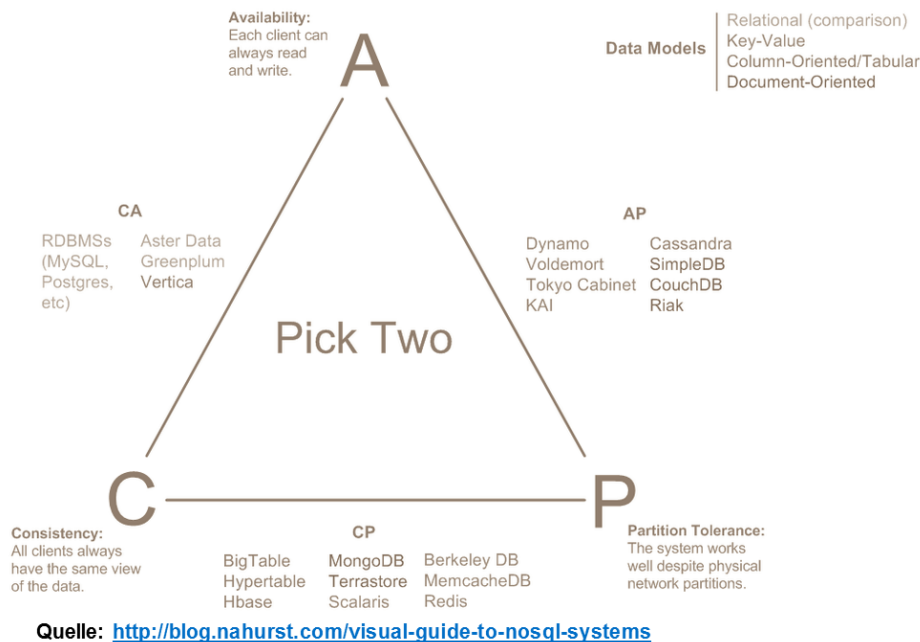 Availability:
Each client can
always read
and write.
A
Data Models
Relational (comparison)
Key-Value
Column-Oriented/Tabular
Document-Oriented
CA
RDBMSs
(MySQL,
Postgres,
etc)
Aster Data
Greenplum
Vertica
AP
Dynamo
Voldemort
Tokyo Cabinet
KAI
Cassandra
SimpleDB
CouchDB
Riak
Pick Two
C
Consistency:
All clients always
have the same view
of the data.
CP
BigTable
Hypertable
Hbase
MongoDB
Terrastore
Scalaris
Berkeley DB
MemcacheDB
Redis
P
Partition Tolerance:
The system works
well despite physical
network partitions.
Quelle: http://blog.nahurst.com/visual-guide-to-nosql-systems